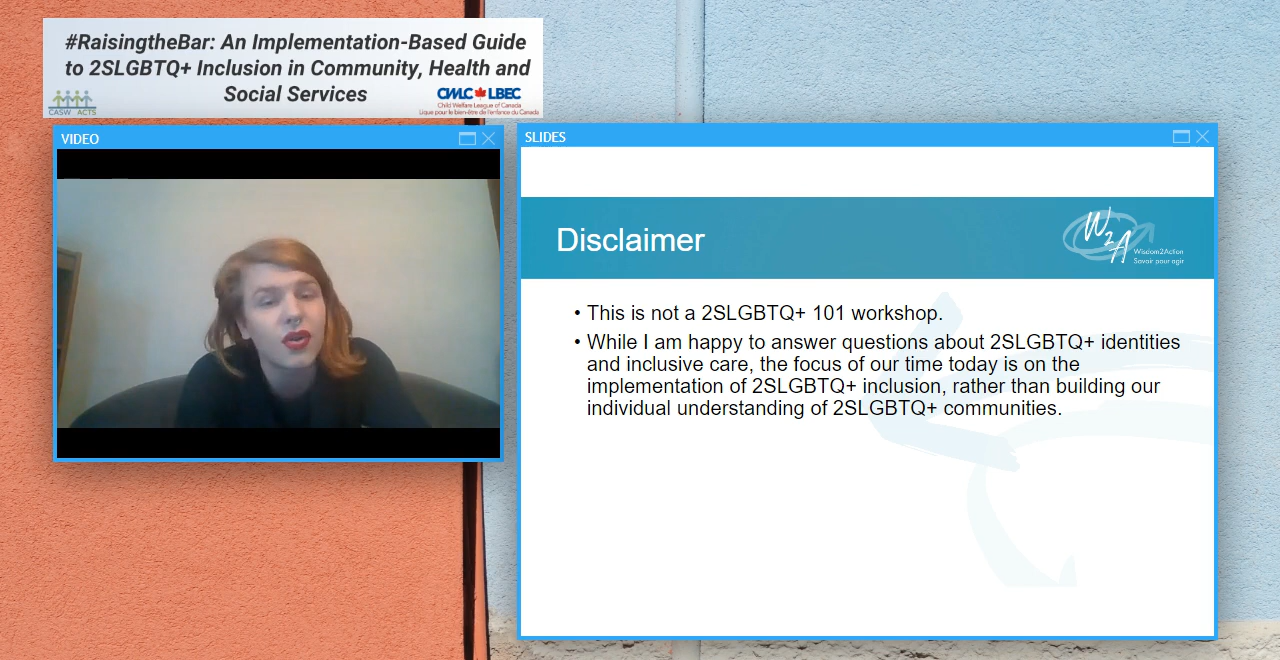 #RaisingtheBar: An Implementation-Based Guide
to 2SLGBTQ+ Inclusion in Community, Health and
Social Services
CASW ACTS
CWLC LBEC
Child Welfare League of Canada
Ligue pour le bien-être de l'enfance du Canada
VIDEO
SLIDES
Disclaimer
W2A
Wisdom2Action
Savoir pour agir
• This is not a 2SLGBTQ+ 101 workshop.
• While I am happy to answer questions about 2SLGBTQ+ identities
and inclusive care, the focus of our time today is on the
implementation of 2SLGBTQ+ inclusion, rather than building our
individual understanding of 2SLGBTQ+ communities.